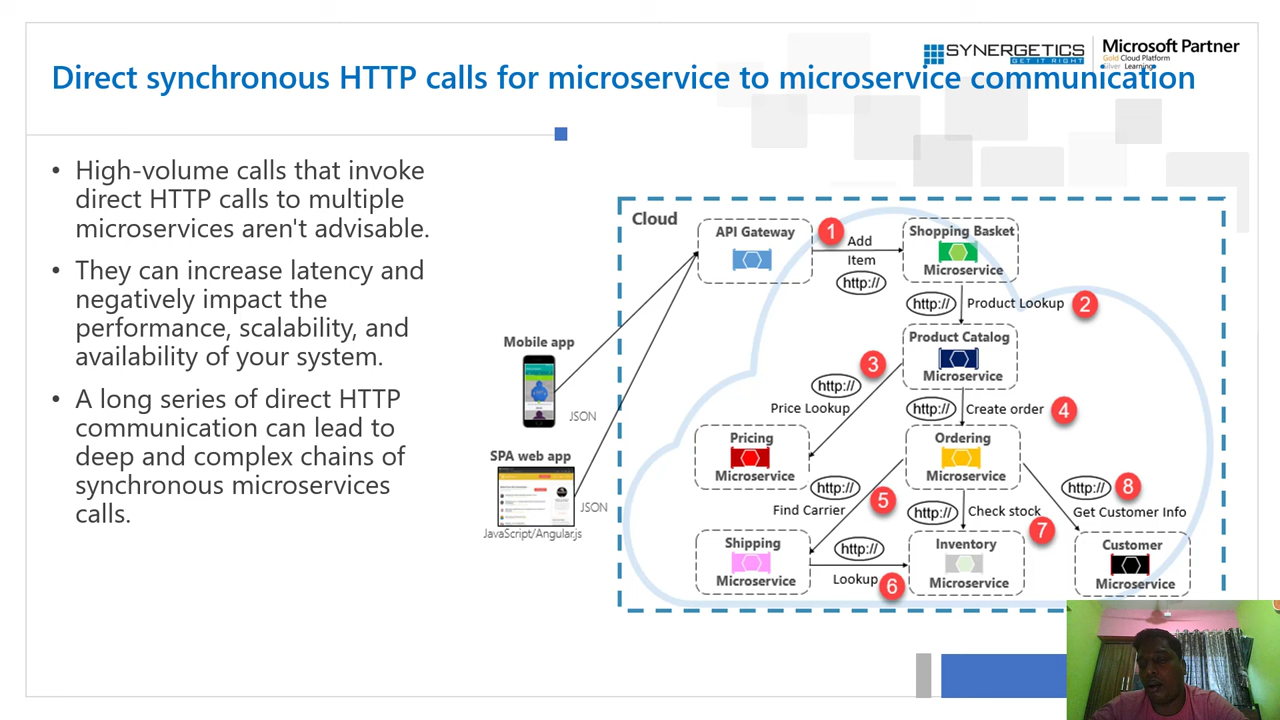 SYNERGETICS
GET IT RIGHT
Microsoft Partner
Gold Cloud Platform
Silver Learning
Direct synchronous HTTP calls for microservice to microservice communication
• High-volume calls that invoke
direct HTTP calls to multiple
microservices aren't advisable.
• They can increase latency and
negatively impact the
performance, scalability, and
availability of your system.
• A long series of direct HTTP
communication can lead to
deep and complex chains of
synchronous microservices
calls.
Cloud
API Gateway
1
Add
Item
http://
Shopping Basket
Microservice
http://
Product Lookup
2
Mobile app
JSON
SPA web app
JSON
JavaScript/Angular.js
Product Catalog
Microservice
3
http://
Price Lookup
http://
Create order
4
Pricing
Microservice
Ordering
Microservice
http://
Find Carrier
5
http://
Check stock
7
http://
8
Get Customer Info
Shipping
Microservice
http://
Lookup
6
Inventory
Microservice
Customer
Microservice